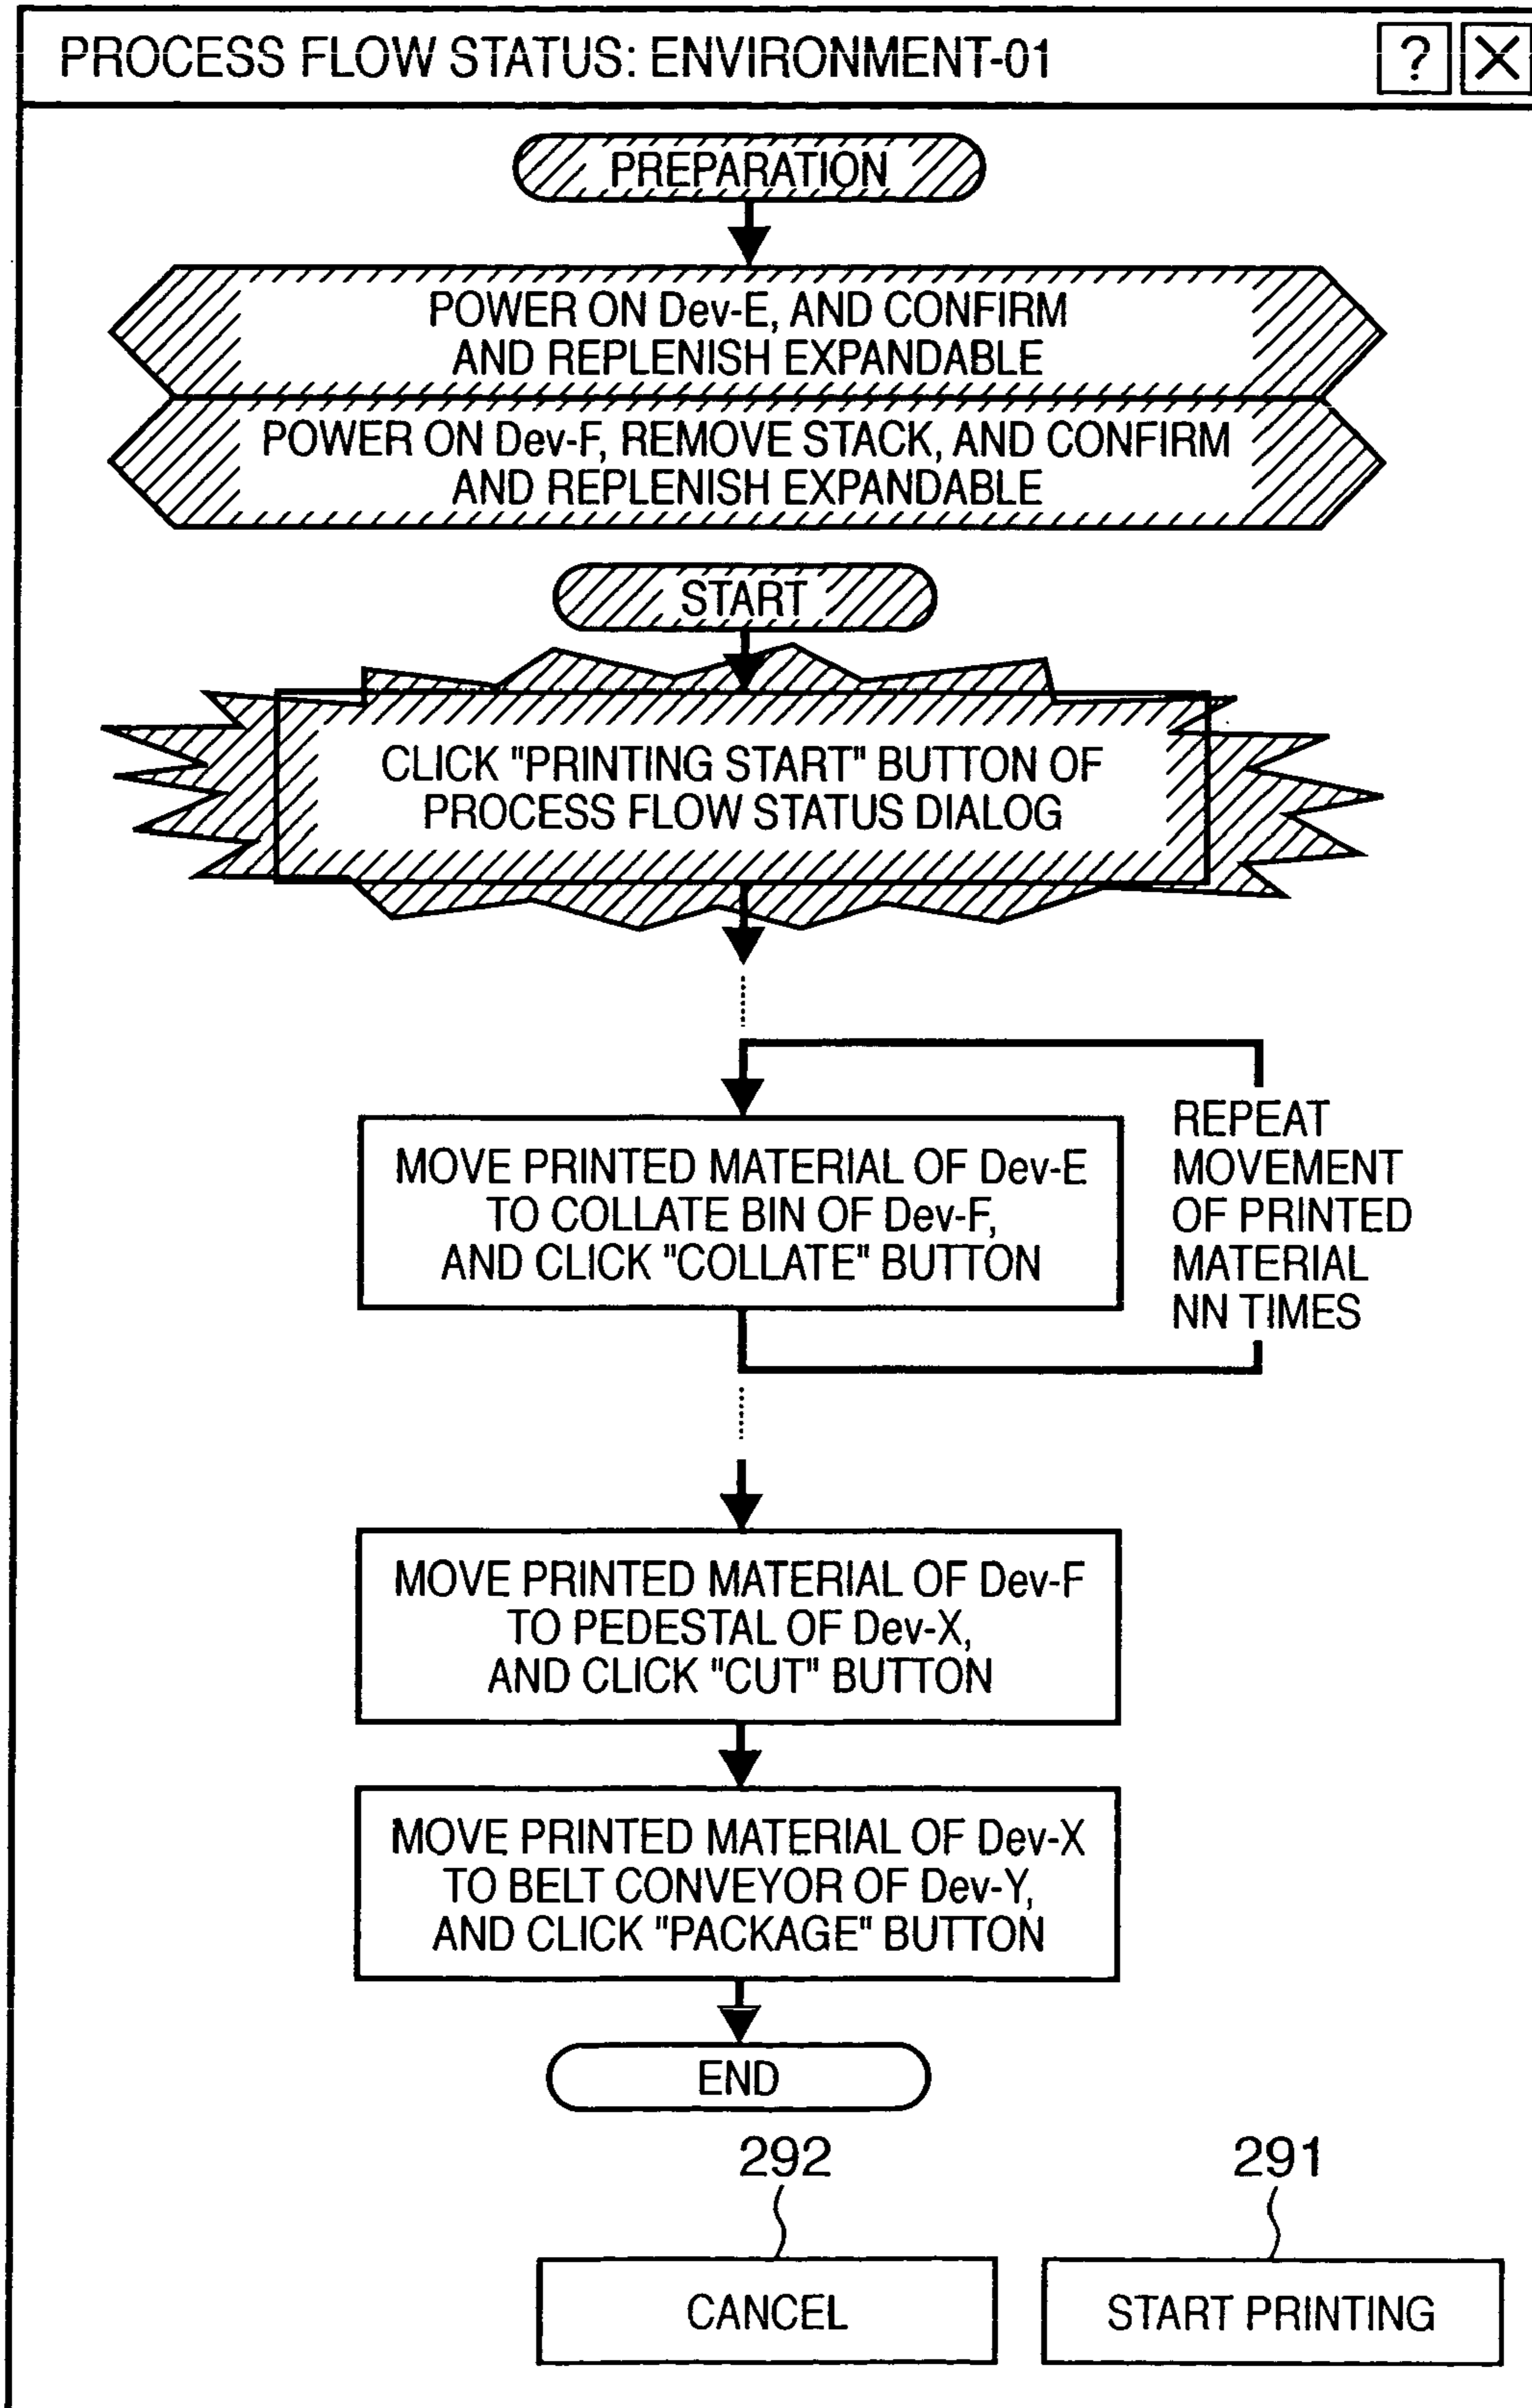 PROCESS FLOW STATUS: ENVIRONMENT-01
?
PREPARATION
POWER ON Dev-E, AND CONFIRM
AND REPLENISH EXPANDABLE
POWER ON Dev-F, REMOVE STACK, AND CONFIRM
AND REPLENISH EXPANDABLE
START
CLICK "PRINTING START" BUTTON OF
PROCESS FLOW STATUS DIALOG
MOVE PRINTED MATERIAL OF Dev-E
TO COLLATE BIN OF Dev-F,
AND CLICK "COLLATE" BUTTON
REPEAT
MOVEMENT
OF PRINTED
MATERIAL
NN TIMES
MOVE PRINTED MATERIAL OF Dev-F
TO PEDESTAL OF Dev-X,
AND CLICK "CUT" BUTTON
MOVE PRINTED MATERIAL OF Dev-X
TO BELT CONVEYOR OF Dev-Y,
AND CLICK "PACKAGE" BUTTON
END
292
291
CANCEL
START PRINTING